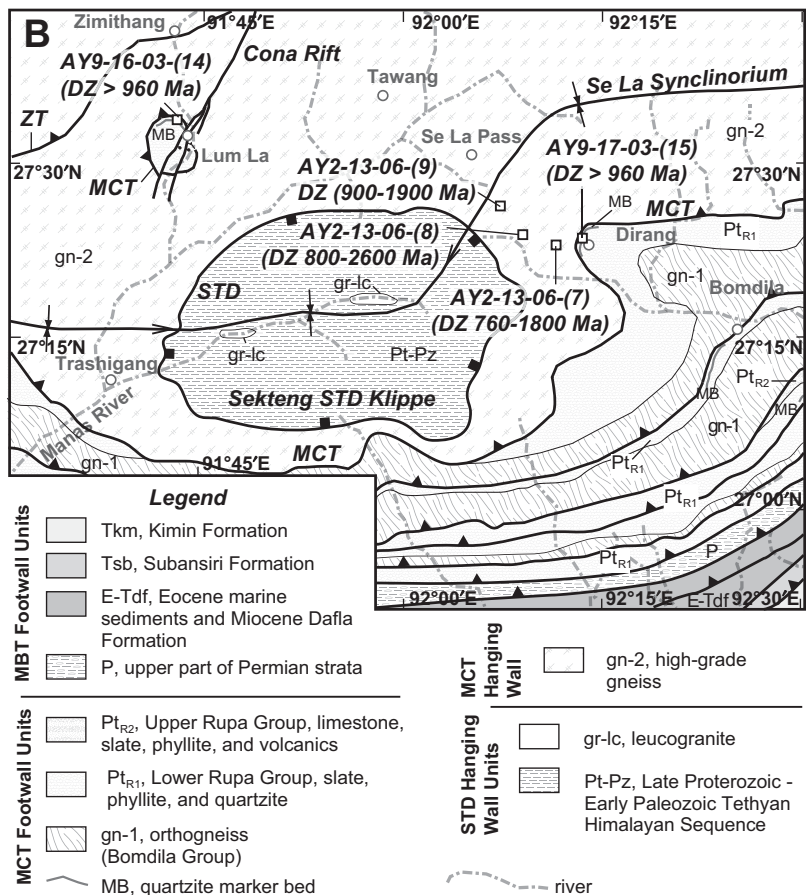 B
91°45′E
92°00′E
92°15′E
Zimithang
AY9-16-03-(14)
(DZ > 960 Ma)
Cona Rift
Tawang
Se La Synclinorium
ZT
MB
Lum La
Se La Pass
gn-2
27°30′N
MCT
AY9-17-03-(15)
(DZ > 960 Ma)
27°30′N
AY2-13-06-(9)
DZ (900-1900 Ma)
MB
MCT
Pt_R1
Dirang
AY2-13-06-(8)
(DZ 800-2600 Ma)
gn-2
gn-1
STD
gr-lc
AY2-13-06-(7)
(DZ 760-1800 Ma)
Bomdila
27°15′N
gr-lc
Pt-Pz
27°15′N
Trashigang
Pt_R2
MB
MB
Sekteng STD Klippe
gn-1
Manas River
MCT
Pt_R1
gn-1
91°45′E
Pt_R1
27°00′N
Pt_R1
P
92°00′E
92°15′E
E-Tdf
92°30′E
Legend
MBT Footwall Units
Tkm, Kimin Formation
Tsb, Subansiri Formation
E-Tdf, Eocene marine
sediments and Miocene Dafla
Formation
P, upper part of Permian strata
MCT Footwall Units
Pt_R2, Upper Rupa Group, limestone,
slate, phyllite, and volcanics
Pt_R1, Lower Rupa Group, slate,
phyllite, and quartzite
gn-1, orthogneiss
(Bomdila Group)
MB, quartzite marker bed
MCT
Hanging
Wall
gn-2, high-grade
gneiss
STD Hanging
Wall Units
gr-lc, leucogranite
Pt-Pz, Late Proterozoic -
Early Paleozoic Tethyan
Himalayan Sequence
river